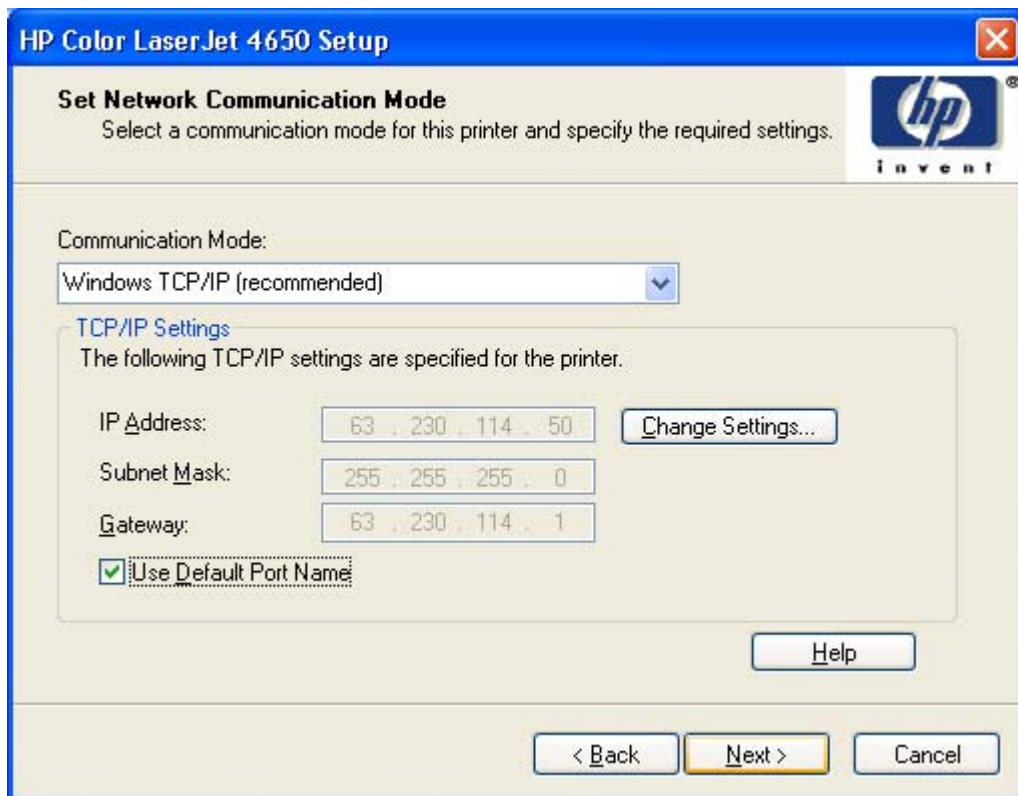 HP Color LaserJet 4650 Setup
Set Network Communication Mode
Select a communication mode for this printer and specify the required settings.
hp
®
invent
Communication Mode:
Windows TCP/IP (recommended)
TCP/IP Settings
The following TCP/IP settings are specified for the printer.
IP Address: 63 . 230 . 114 . 50 Change Settings...
Subnet Mask: 255 . 255 . 255 . 0
Gateway: 63 . 230 . 114 . 1
Use Default Port Name
Help
< Back Next > Cancel